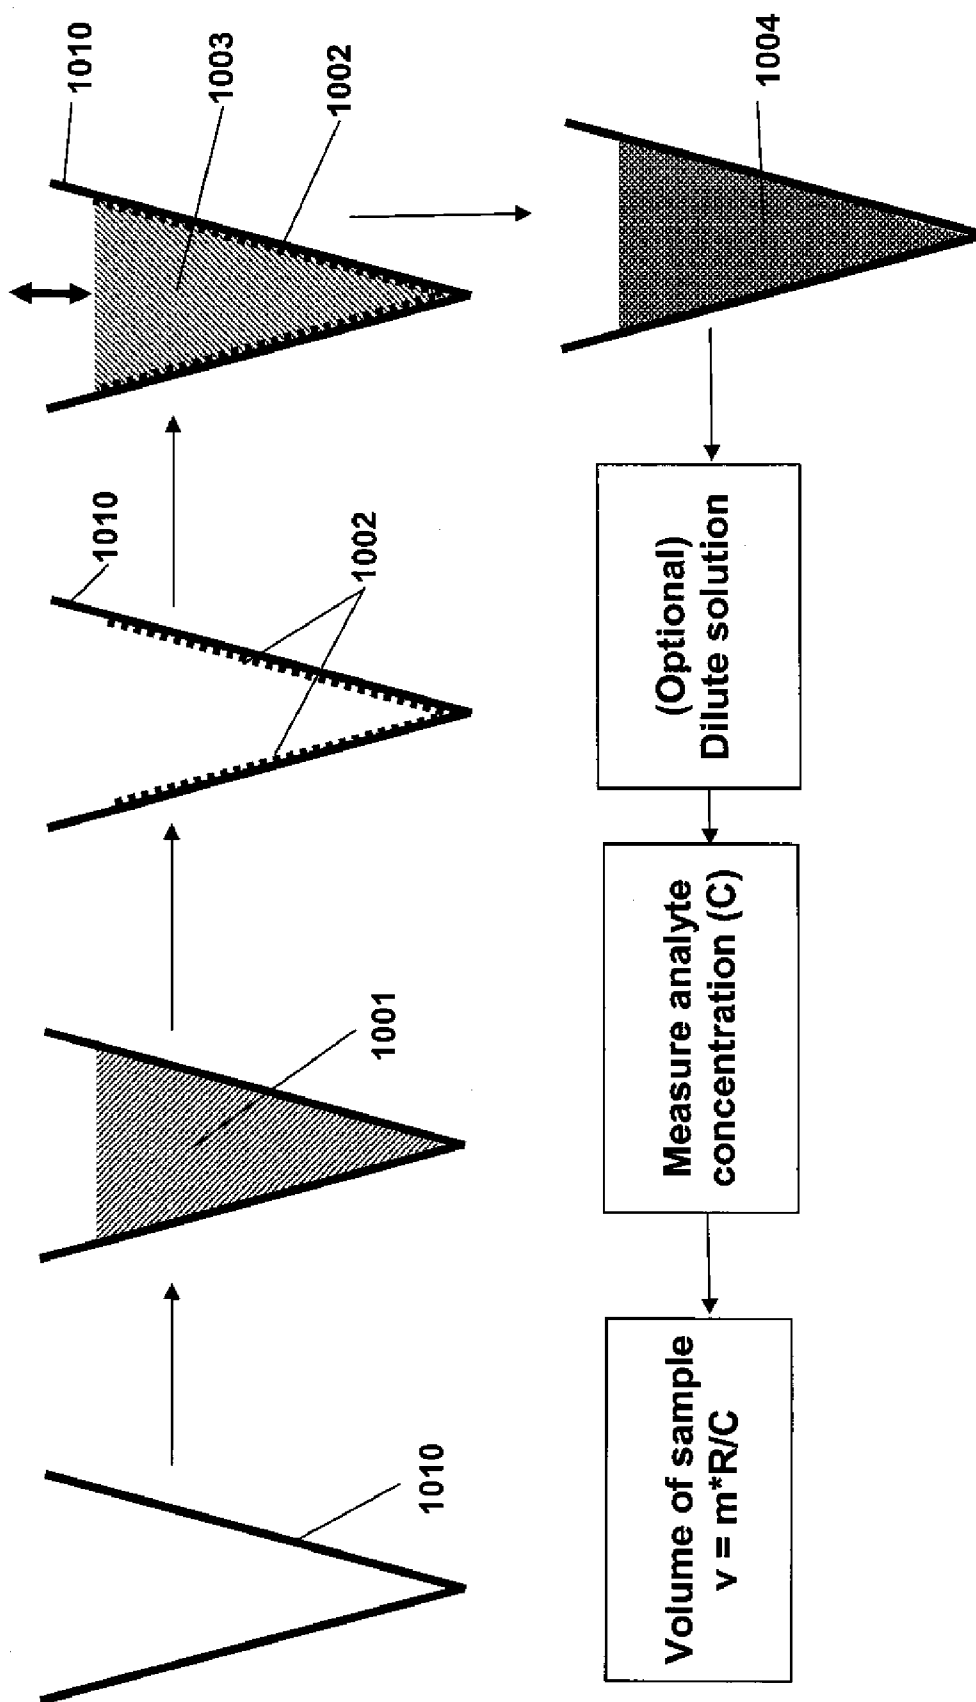 1010
1001
1010
1002
1010
1003
1002
1004
(Optional)
Dilute solution
Measure analyte
concentration (C)
Volume of sample
v = m*R/C